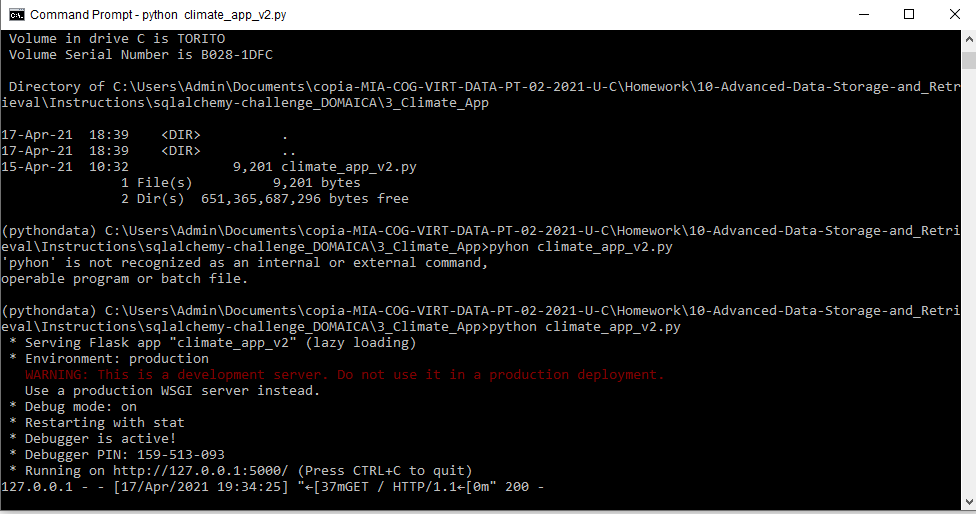 Command Prompt - python  climate_app_v2.py
 Volume in drive C is TORITO
 Volume Serial Number is B028-1DFC

 Directory of C:\Users\Admin\Documents\copia-MIA-COG-VIRT-DATA-PT-02-2021-U-C\Homework\10-Advanced-Data-Storage-and_Retr
ieval\Instructions\sqlalchemy-challenge_DOMAICA\3_Climate_App

17-Apr-21  18:39    <DIR>          .
17-Apr-21  18:39    <DIR>          ..
15-Apr-21  10:32             9,201 climate_app_v2.py
               1 File(s)          9,201 bytes
               2 Dir(s)  651,365,687,296 bytes free

(pythondata) C:\Users\Admin\Documents\copia-MIA-COG-VIRT-DATA-PT-02-2021-U-C\Homework\10-Advanced-Data-Storage-and_Retri
eval\Instructions\sqlalchemy-challenge_DOMAICA\3_Climate_App>pyhon climate_app_v2.py
'pyhon' is not recognized as an internal or external command,
operable program or batch file.

(pythondata) C:\Users\Admin\Documents\copia-MIA-COG-VIRT-DATA-PT-02-2021-U-C\Homework\10-Advanced-Data-Storage-and_Retri
eval\Instructions\sqlalchemy-challenge_DOMAICA\3_Climate_App>python climate_app_v2.py
 * Serving Flask app "climate_app_v2" (lazy loading)
 * Environment: production
   WARNING: This is a development server. Do not use it in a production deployment.
   Use a production WSGI server instead.
 * Debug mode: on
 * Restarting with stat
 * Debugger is active!
 * Debugger PIN: 159-513-093
 * Running on http://127.0.0.1:5000/ (Press CTRL+C to quit)
127.0.0.1 - - [17/Apr/2021 19:34:25] "←[37mGET / HTTP/1.1←[0m" 200 -